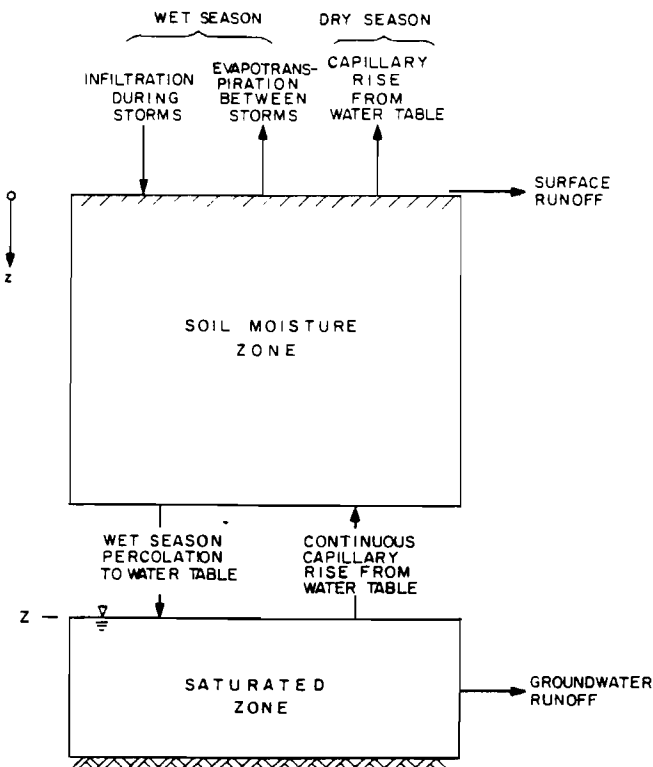 WET SEASON
DRY SEASON
INFILTRATION
DURING
STORMS
EVAPOTRANS-
PIRATION
BETWEEN
STORMS
CAPILLARY
RISE
FROM
WATER TABLE
SURFACE
RUNOFF
z
SOIL MOISTURE
ZONE
WET SEASON
PERCOLATION
TO WATER TABLE
CONTINUOUS
CAPILLARY
RISE FROM
WATER TABLE
Z
SATURATED
ZONE
GROUNDWATER
RUNOFF